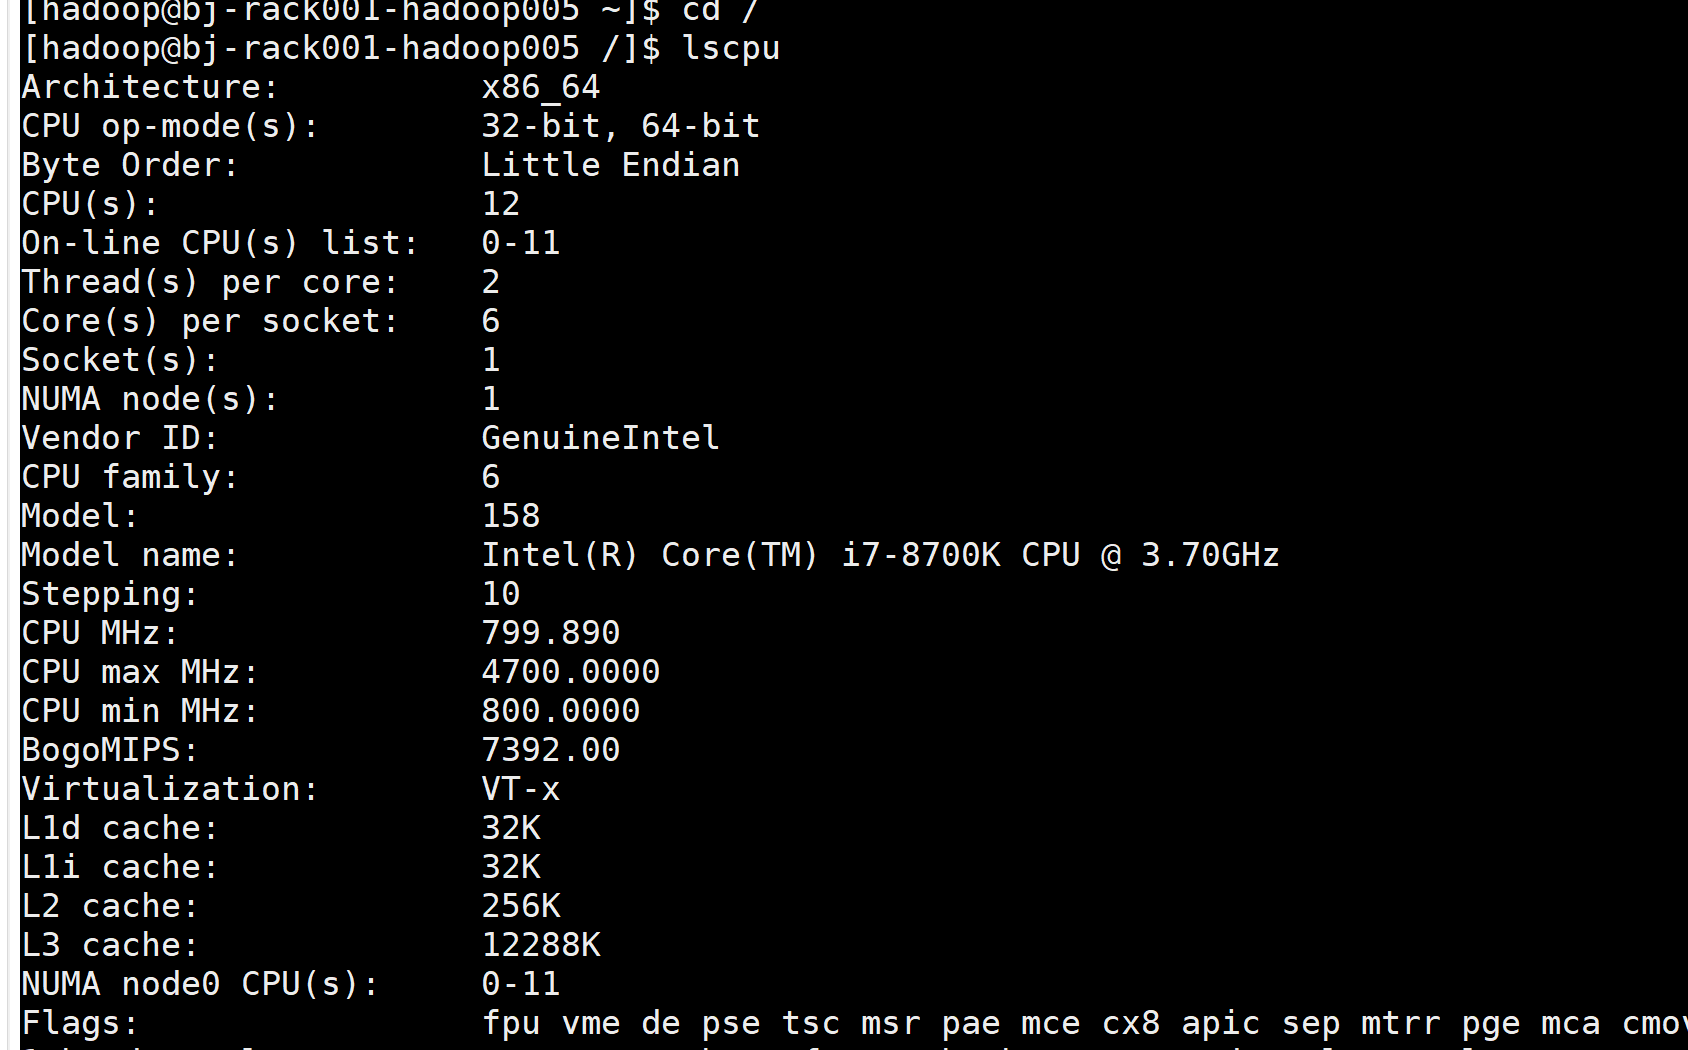 [hadoop@bj-rack001-hadoop005 ~]$ cd /
[hadoop@bj-rack001-hadoop005 /]$ lscpu
Architecture:          x86_64
CPU op-mode(s):        32-bit, 64-bit
Byte Order:            Little Endian
CPU(s):                12
On-line CPU(s) list:   0-11
Thread(s) per core:    2
Core(s) per socket:    6
Socket(s):             1
NUMA node(s):          1
Vendor ID:             GenuineIntel
CPU family:            6
Model:                 158
Model name:            Intel(R) Core(TM) i7-8700K CPU @ 3.70GHz
Stepping:              10
CPU MHz:               799.890
CPU max MHz:           4700.0000
CPU min MHz:           800.0000
BogoMIPS:              7392.00
Virtualization:        VT-x
L1d cache:             32K
L1i cache:             32K
L2 cache:              256K
L3 cache:              12288K
NUMA node0 CPU(s):     0-11
Flags:                 fpu vme de pse tsc msr pae mce cx8 apic sep mtrr pge mca cmov